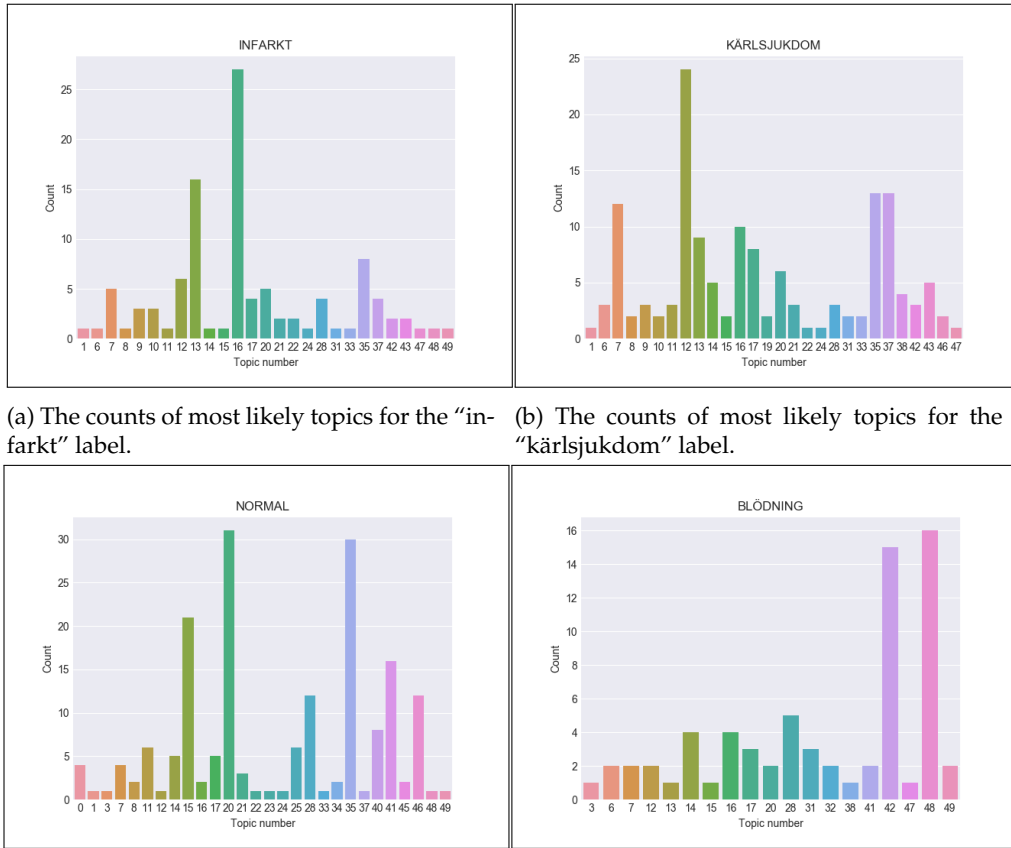 INFARKT
Count
25
20
15
10
5
0
1 6 7 8 9 10 11 12 13 14 15 16 17 20 21 22 24 28 31 33 35 37 42 43 47 48 49
Topic number
KÄRLSJUKDOM
Count
25
20
15
10
5
0
1 6 7 8 9 10 11 12 13 14 15 16 17 19 20 21 22 24 28 31 33 35 37 38 42 43 46 47
Topic number
(a) The counts of most likely topics for the “in-
farkt” label.
(b) The counts of most likely topics for the
“kärlsjukdom” label.
NORMAL
Count
30
25
20
15
10
5
0
0 1 3 7 8 11 12 14 15 16 17 20 21 22 23 24 25 28 33 34 35 37 40 41 45 46 48 49
Topic number
BLÖDNING
Count
16
14
12
10
8
6
4
2
0
3 6 7 12 13 14 15 16 17 20 28 31 32 38 41 42 47 48 49
Topic number